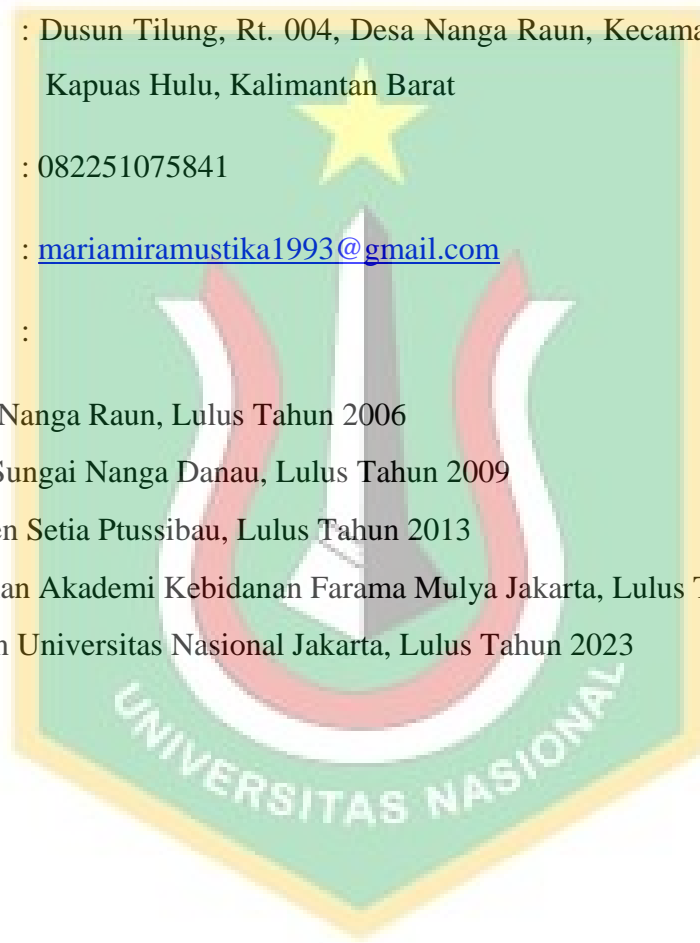 : Dusun Tilung, Rt. 004, Desa Nanga Raun, Kecama
Kapuas Hulu, Kalimantan Barat
: 082251075841
: mariamiramustika1993@gmail.com
:
Nanga Raun, Lulus Tahun 2006
Sungai Nanga Danau, Lulus Tahun 2009
en Setia Ptussibau, Lulus Tahun 2013
an Akademi Kebidanan Farama Mulya Jakarta, Lulus T
n Universitas Nasional Jakarta, Lulus Tahun 2023
UNIVERSITAS NASIONAL